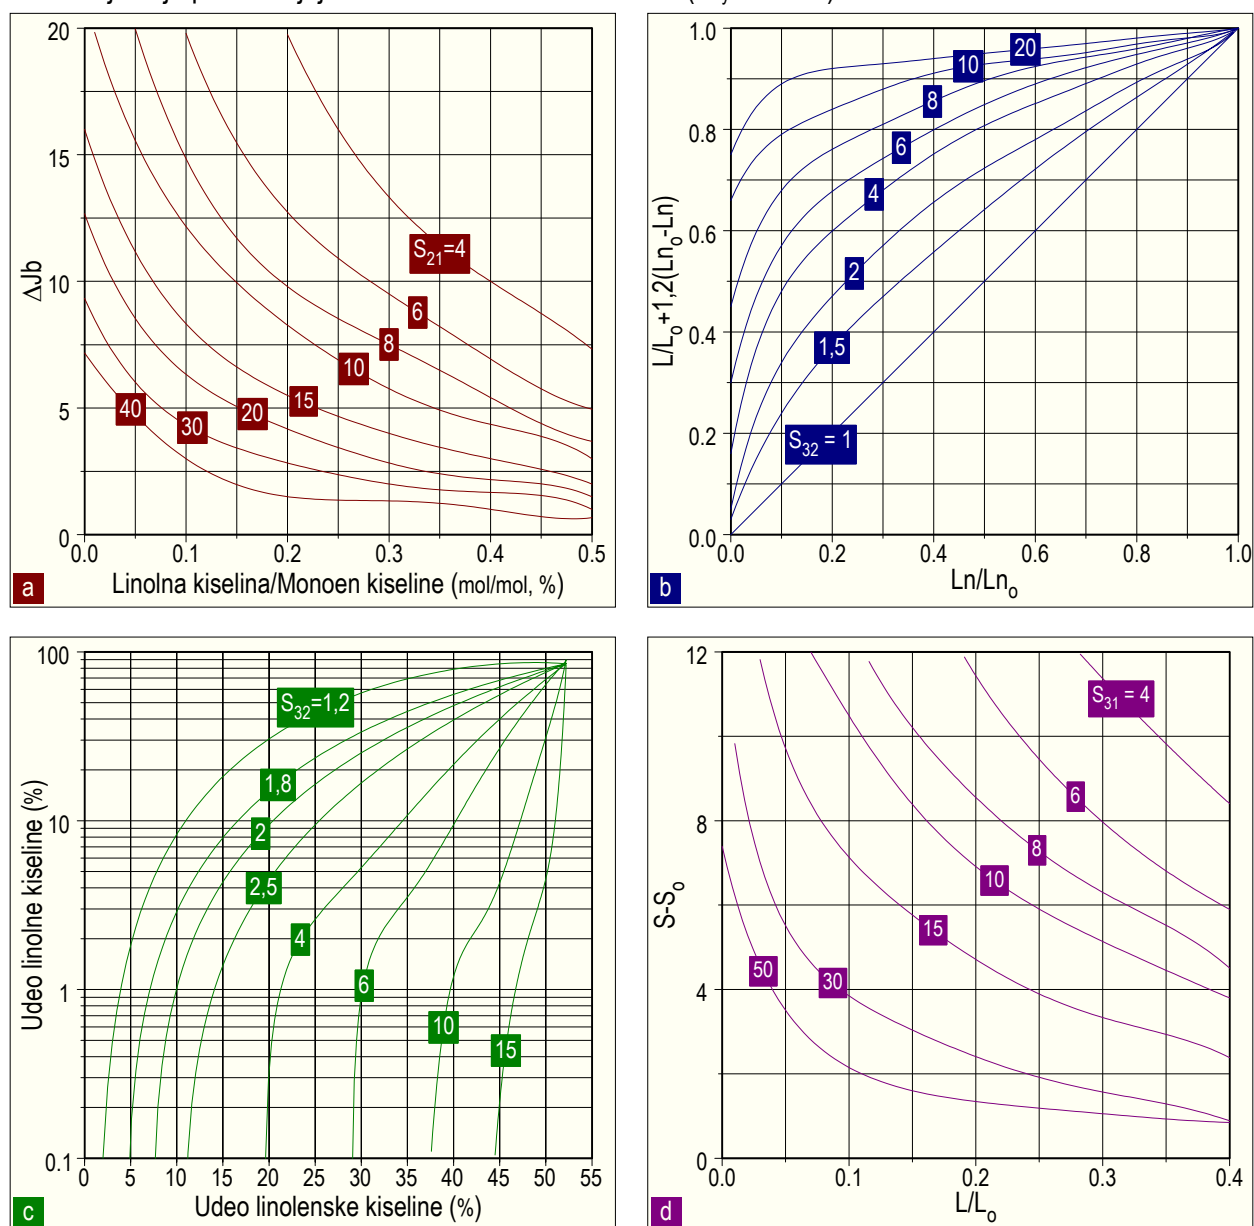 20
15
10
5
0
ΔJb
S21=4
6
8
10
15
20
30
40
0.0 0.1 0.2 0.3 0.4 0.5
Linolna kiselina/Monoen kiseline (mol/mol, %)
a
1.0
0.8
0.6
0.4
0.2
0.0
L/Lo+1,2(Lno-Ln)
20
10
8
6
4
2
1,5
S32 = 1
0.0 0.2 0.4 0.6 0.8 1.0
Ln/Lno
b
100
10
1
0.1
Udeo linolne kiseline (%)
S32=1,2
1,8
2
2,5
4
6
10
15
0 5 10 15 20 25 30 35 40 45 50 55
Udeo linolenske kiseline (%)
c
12
8
4
0
S-So
S31 = 4
6
8
10
15
30
50
0.0 0.1 0.2 0.3 0.4
L/Lo
d